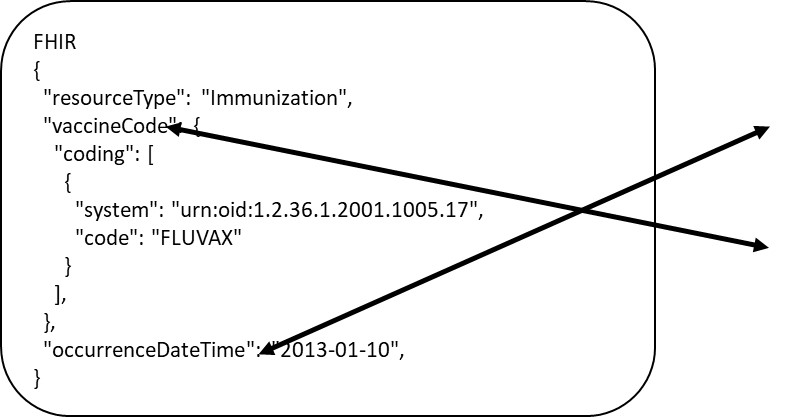 FHIR
{
"resourceType": "Immunization",
"vaccineCode": {
"coding": [
{
"system": "urn:oid:1.2.36.1.2001.1005.17",
"code": "FLUVAX"
}
],
},
"occurrenceDateTime": "2013-01-10",
}